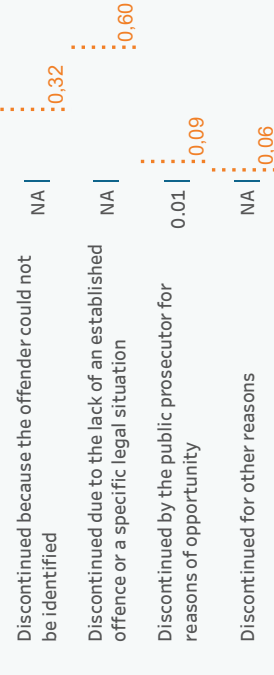 Discontinued because the offender could not
be identified
NA
0,32
Discontinued due to the lack of an established
offence or a specific legal situation
NA
0,60
Discontinued by the public prosecutor for
reasons of opportunity
0.01
0,09
Discontinued for other reasons
NA
0,06